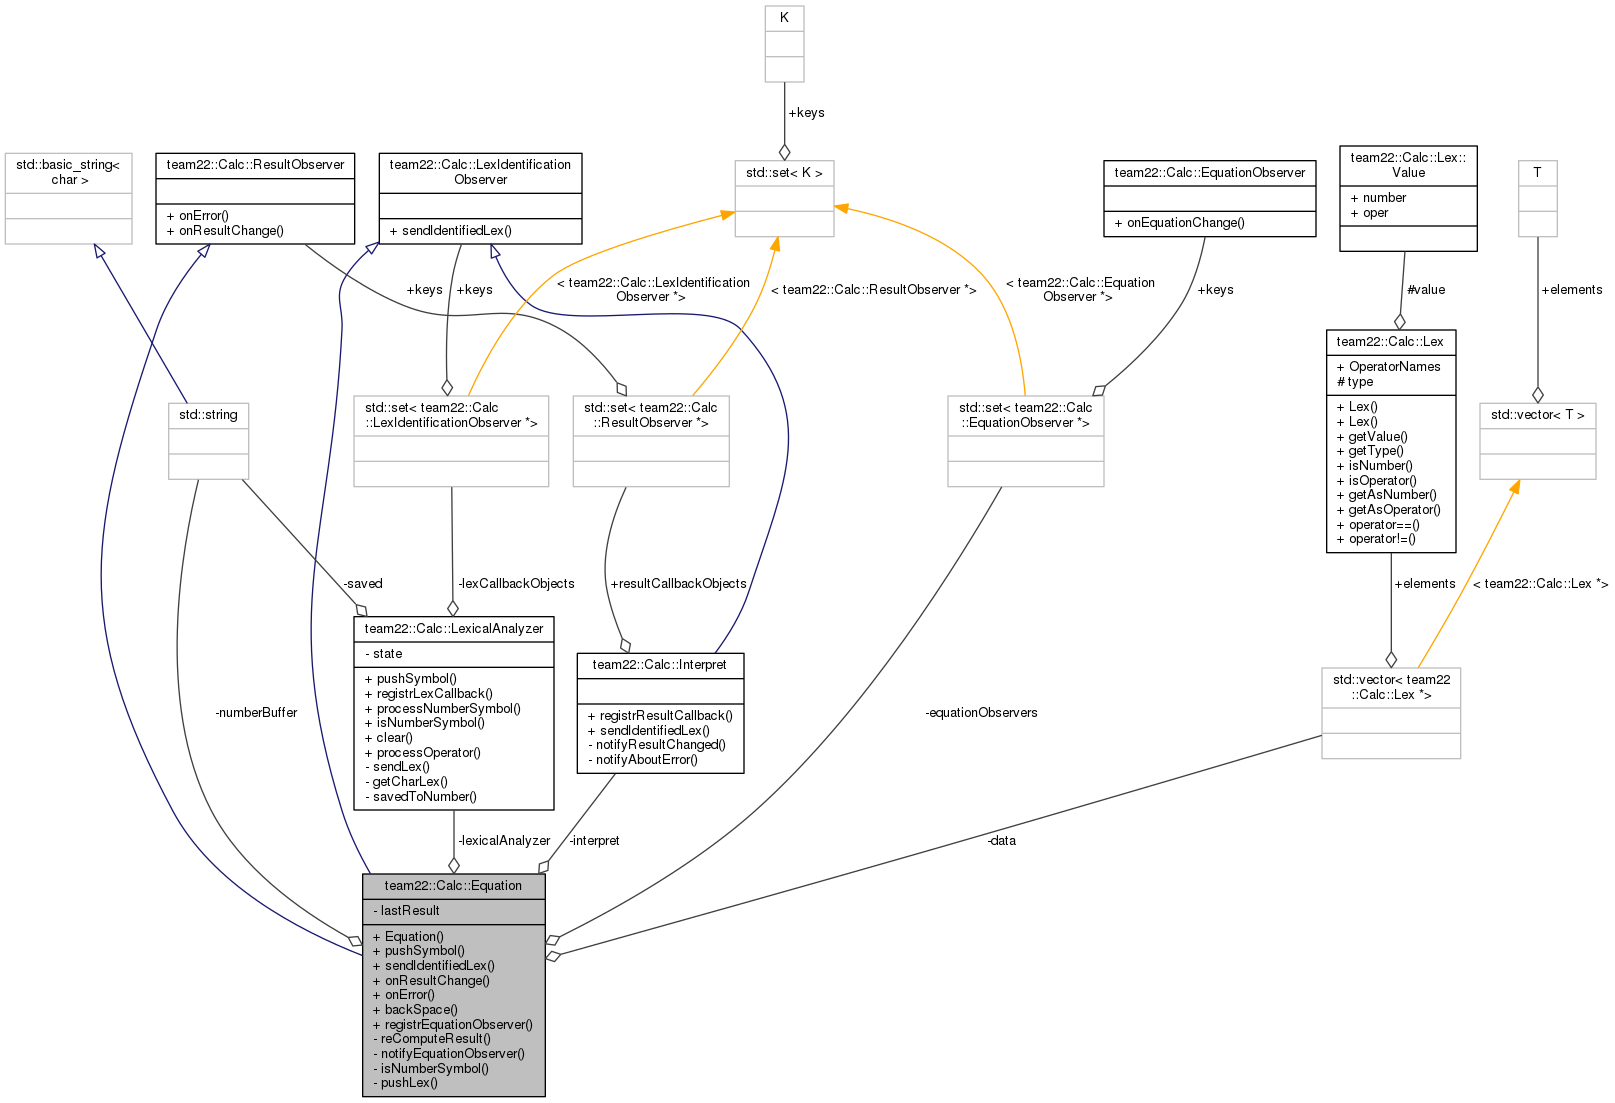 K
+keys
std::basic_string<
char >
team22::Calc::ResultObserver
+ onError()
+ onResultChange()
team22::Calc::LexIdentification
Observer
+ sendIdentifiedLex()
std::set< K >
team22::Calc::EquationObserver
+ onEquationChange()
team22::Calc::Lex::
Value
+ number
+ oper
T
+keys
+keys
< team22::Calc::LexIdentification
Observer *>
< team22::Calc::ResultObserver *>
< team22::Calc::Equation
Observer *>
+keys
#value
+elements
std::string
std::set< team22::Calc
::LexIdentificationObserver *>
std::set< team22::Calc
::ResultObserver *>
std::set< team22::Calc
::EquationObserver *>
team22::Calc::Lex
+ OperatorNames
# type
+ Lex()
+ Lex()
+ getValue()
+ getType()
+ isNumber()
+ isOperator()
+ getAsNumber()
+ getAsOperator()
+ operator==()
+ operator!=()
std::vector< T >
-saved
-lexCallbackObjects
+resultCallbackObjects
+elements
< team22::Calc::Lex *>
team22::Calc::LexicalAnalyzer
- state
+ pushSymbol()
+ registrLexCallback()
+ processNumberSymbol()
+ isNumberSymbol()
+ clear()
+ processOperator()
- sendLex()
- getCharLex()
- savedToNumber()
team22::Calc::Interpret
+ registrResultCallback()
+ sendIdentifiedLex()
- notifyResultChanged()
- notifyAboutError()
std::vector< team22
::Calc::Lex *>
-numberBuffer
-equationObservers
-lexicalAnalyzer
-interpret
-data
team22::Calc::Equation
- lastResult
+ Equation()
+ pushSymbol()
+ sendIdentifiedLex()
+ onResultChange()
+ onError()
+ backSpace()
+ registrEquationObserver()
- reComputeResult()
- notifyEquationObserver()
- isNumberSymbol()
- pushLex()